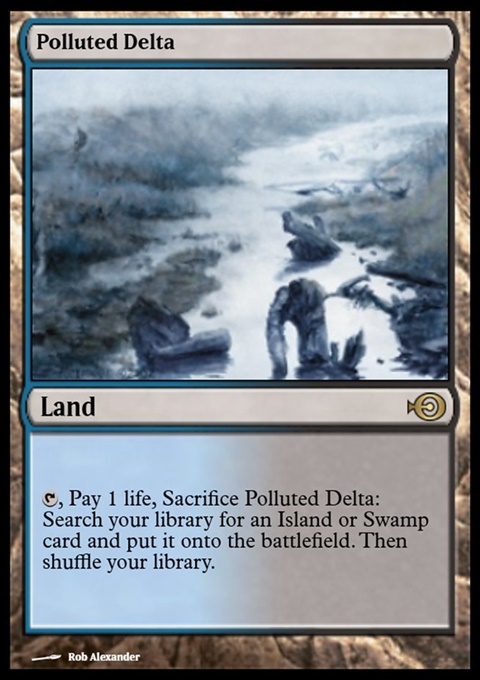 Polluted Delta
Land
, Pay 1 life, Sacrifice Polluted Delta:
Search your library for an Island or Swamp
card and put it onto the battlefield. Then
shuffle your library.
Rob Alexander